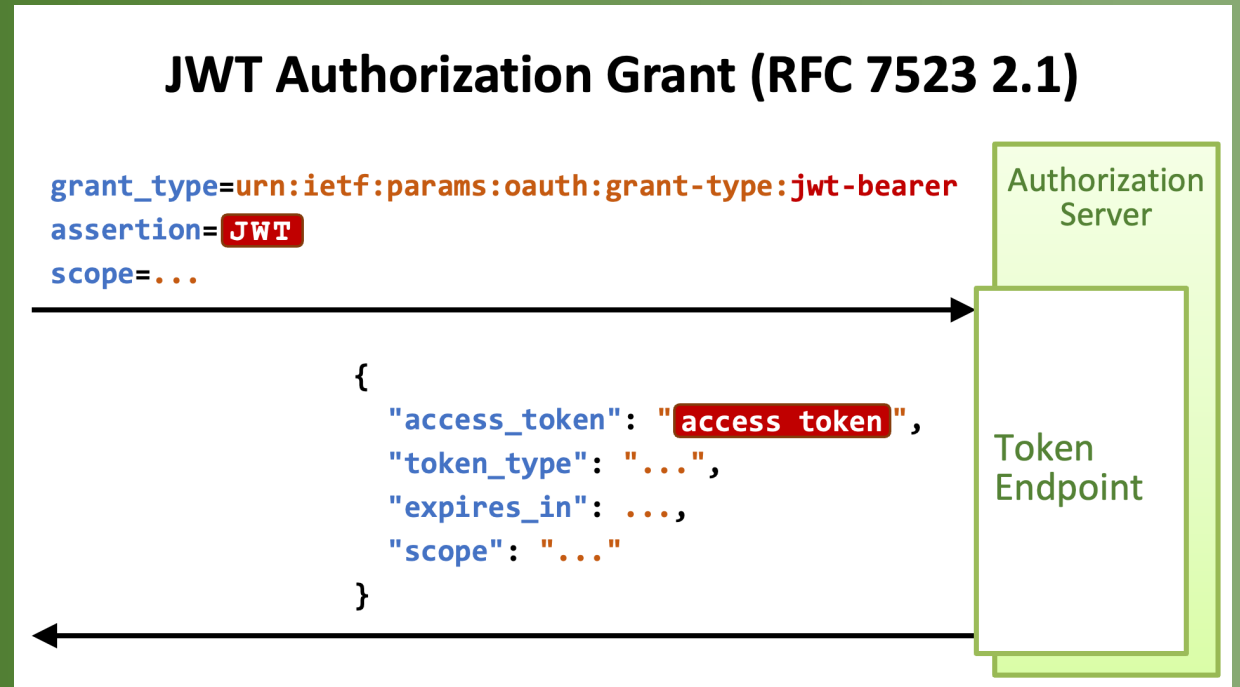 JWT Authorization Grant (RFC 7523 2.1)
grant_type=urn:ietf:params:oauth:grant-type:jwt-bearer
assertion=JWT
scope=...
Authorization
Server
{
"access_token": "access token",
"token_type": "...",
"expires_in": ...,
"scope": "..."
}
Token
Endpoint